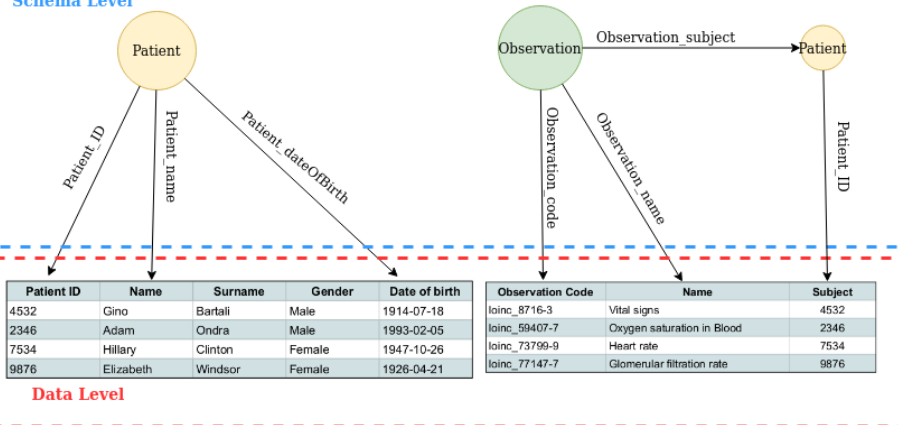 Schema Level
Patient
Observation
Observation_subject
Patient
Patient_ID
Patient_name
Patient_dateOfBirth
Observation_code
Observation_name
Patient_ID
Patient ID Name Surname Gender Date of birth
4532 Gino Bartali Male 1914-07-18
2346 Adam Ondra Male 1993-02-05
7534 Hillary Clinton Female 1947-10-26
9876 Elizabeth Windsor Female 1926-04-21
Observation Code Name Subject
loinc_8716-3 Vital signs 4532
loinc_59407-7 Oxygen saturation in Blood 2346
loinc_73799-9 Heart rate 7534
loinc_77147-7 Glomerular filtration rate 9876
Data Level